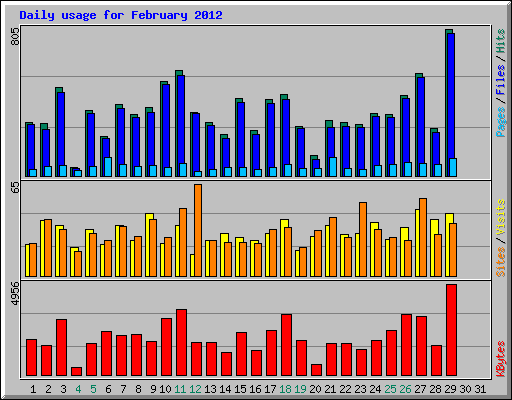 Daily usage for February 2012
805
Pages / Files / Hits
65
Sites / Visits
4956
KBytes
1 2 3 4 5 6 7 8 9 10 11 12 13 14 15 16 17 18 19 20 21 22 23 24 25 26 27 28 29 30 31